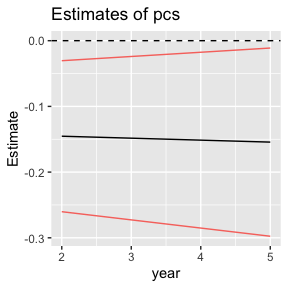 Estimates of pcs
0.0
-0.1
-0.2
-0.3
Estimate
2 3 4 5
year